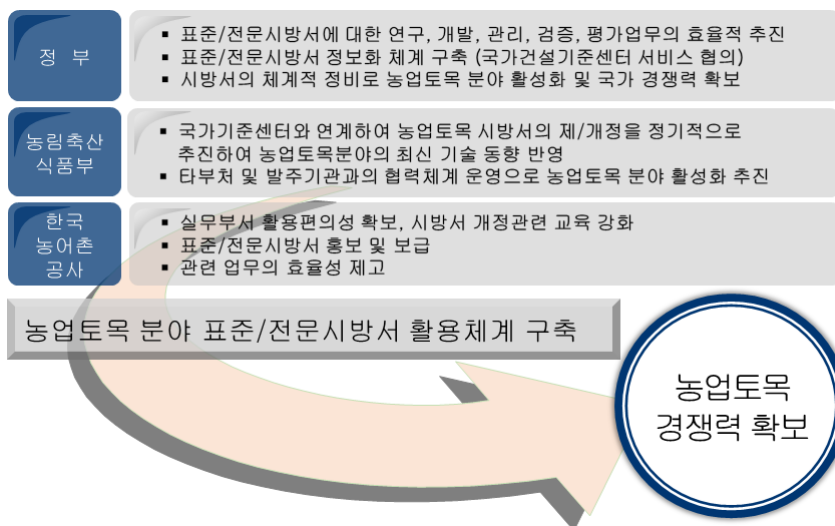 정 부
▪ 표준/전문시방서에 대한 연구, 개발, 관리, 검증, 평가업무의 효율적 추진
▪ 표준/전문시방서 정보화 체계 구축 (국가건설기준센터 서비스 협의)
▪ 시방서의 체계적 정비로 농업토목 분야 활성화 및 국가 경쟁력 확보
농림축산
식품부
▪ 국가기준센터와 연계하여 농업토목 시방서의 제/개정을 정기적으로
추진하여 농업토목분야의 최신 기술 동향 반영
▪ 타부처 및 발주기관과의 협력체계 운영으로 농업토목 분야 활성화 추진
한국
농어촌
공사
▪ 실무부서 활용편의성 확보, 시방서 개정관련 교육 강화
▪ 표준/전문시방서 홍보 및 보급
▪ 관련 업무의 효율성 제고
농업토목 분야 표준/전문시방서 활용체계 구축
농업토목
경쟁력 확보